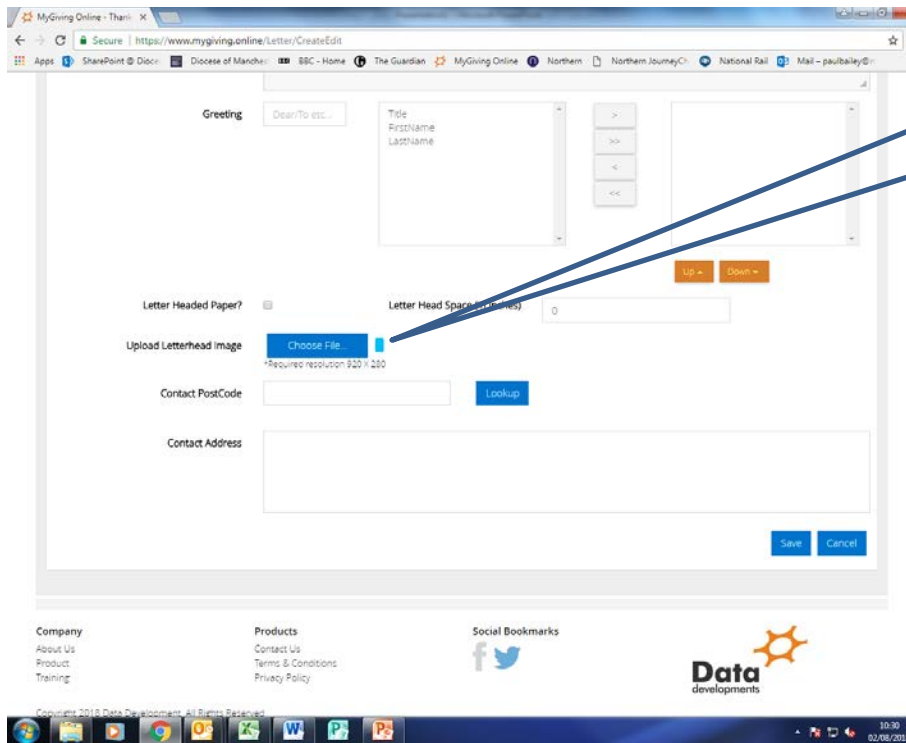 MyGiving Online - Thank
Secure | https://www.mygiving.online/Letter/CreateEdit
Apps SharePoint @ Dioce Diocese of Manches BBC - Home The Guardian MyGiving Online Northern Northern JourneyCh National Rail Mail – paulbailey@m
Greeting Dear/To etc... Title > 
FirstName
LastName >>
<
<<
Up Down
Letter Headed Paper? Letter Head Space 0
Upload Letterhead Image Choose File...
*Required resolution 920 X 280
Contact PostCode Lookup
Contact Address
Save Cancel
Company Products Social Bookmarks
About Us Contact Us
Product Terms & Conditions
Training Privacy Policy
Data
developments
Copyright 2018 Data Development. All Rights Reserved
10:30
02/08/201